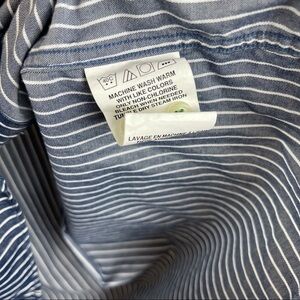 MACHINE WASH WARM
WITH LIKE COLORS
ONLY NON-CHLORINE
BLEACH WHEN NEEDED,
TUMBLE DRY STEAM IRON
LAVAGE EN MACHINE